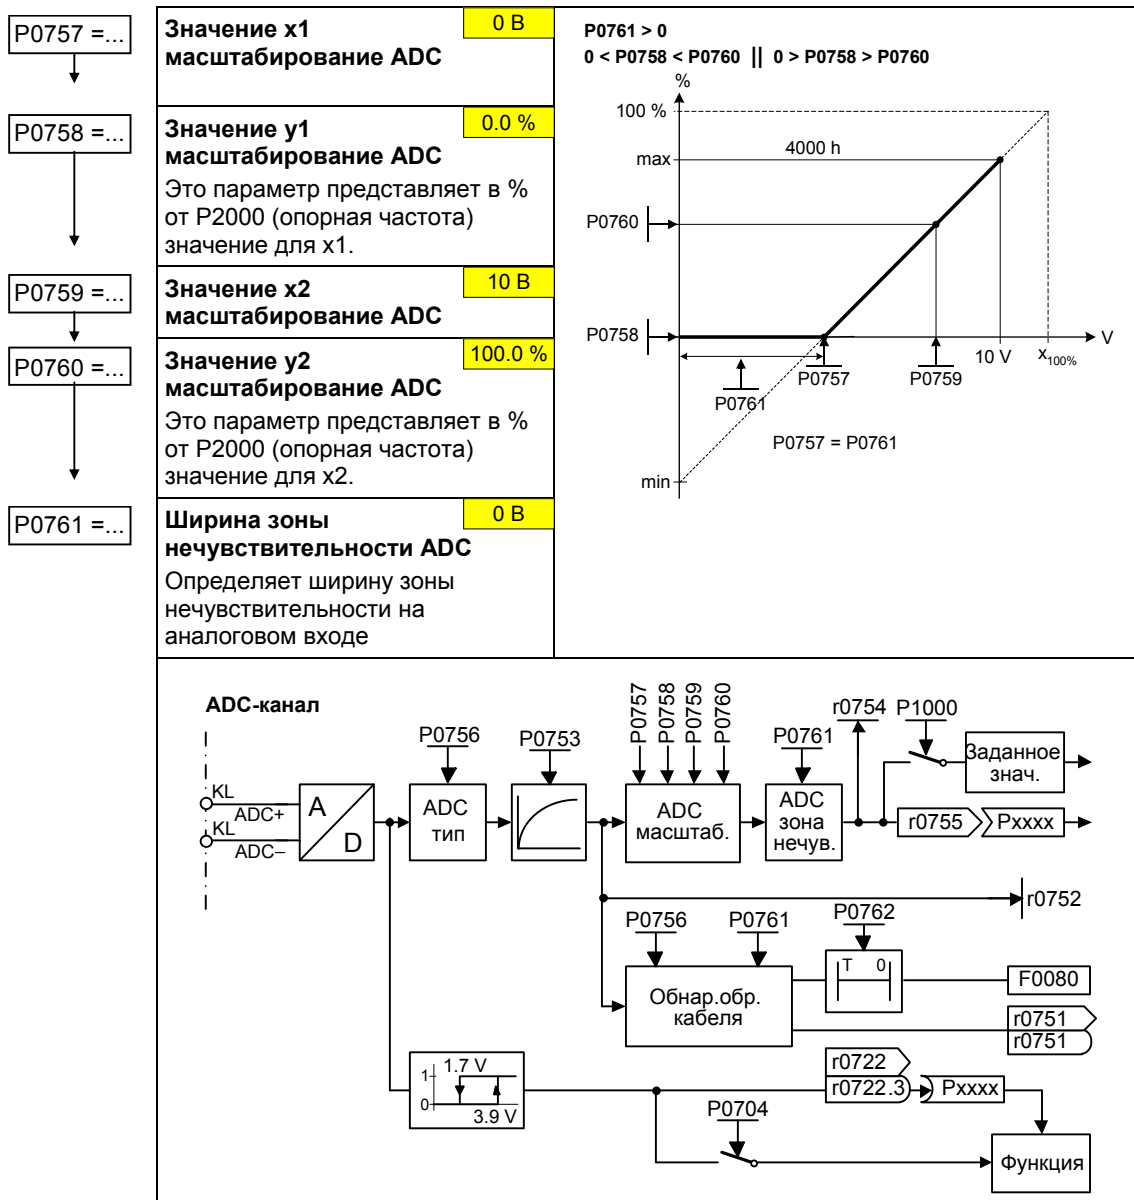 P0757 =...
Значение x1
масштабирование ADC
0 В
P0758 =...
Значение y1
масштабирование ADC
0.0 %
Это параметр представляет в %
от P2000 (опорная частота)
значение для x1.
P0759 =...
Значение x2
масштабирование ADC
10 В
P0760 =...
Значение y2
масштабирование ADC
100.0 %
Это параметр представляет в %
от P2000 (опорная частота)
значение для x2.
P0761 =...
Ширина зоны
нечувствительности ADC
0 В
Определяет ширину зоны
нечувствительности на
аналоговом входе
P0761 > 0
0 < P0758 < P0760 || 0 > P0758 > P0760
%
100 %
max
4000 h
P0760
P0758
V
10 V
x100%
P0757
P0759
P0761
P0757 = P0761
min
ADC-канал
P0757
P0758
P0759
P0760
r0754
P1000
P0756
P0753
P0761
Заданное
знач.
KL
ADC+
KL
ADC−
A
D
ADC
тип
ADC
масштаб.
ADC
зона
нечув.
r0755
Pxxxx
r0752
P0756
P0761
P0762
T 0
Обнар.обр.
кабеля
F0080
r0751
r0751
1.7 V
1
0
3.9 V
r0722
r0722.3
Pxxxx
P0704
Функция